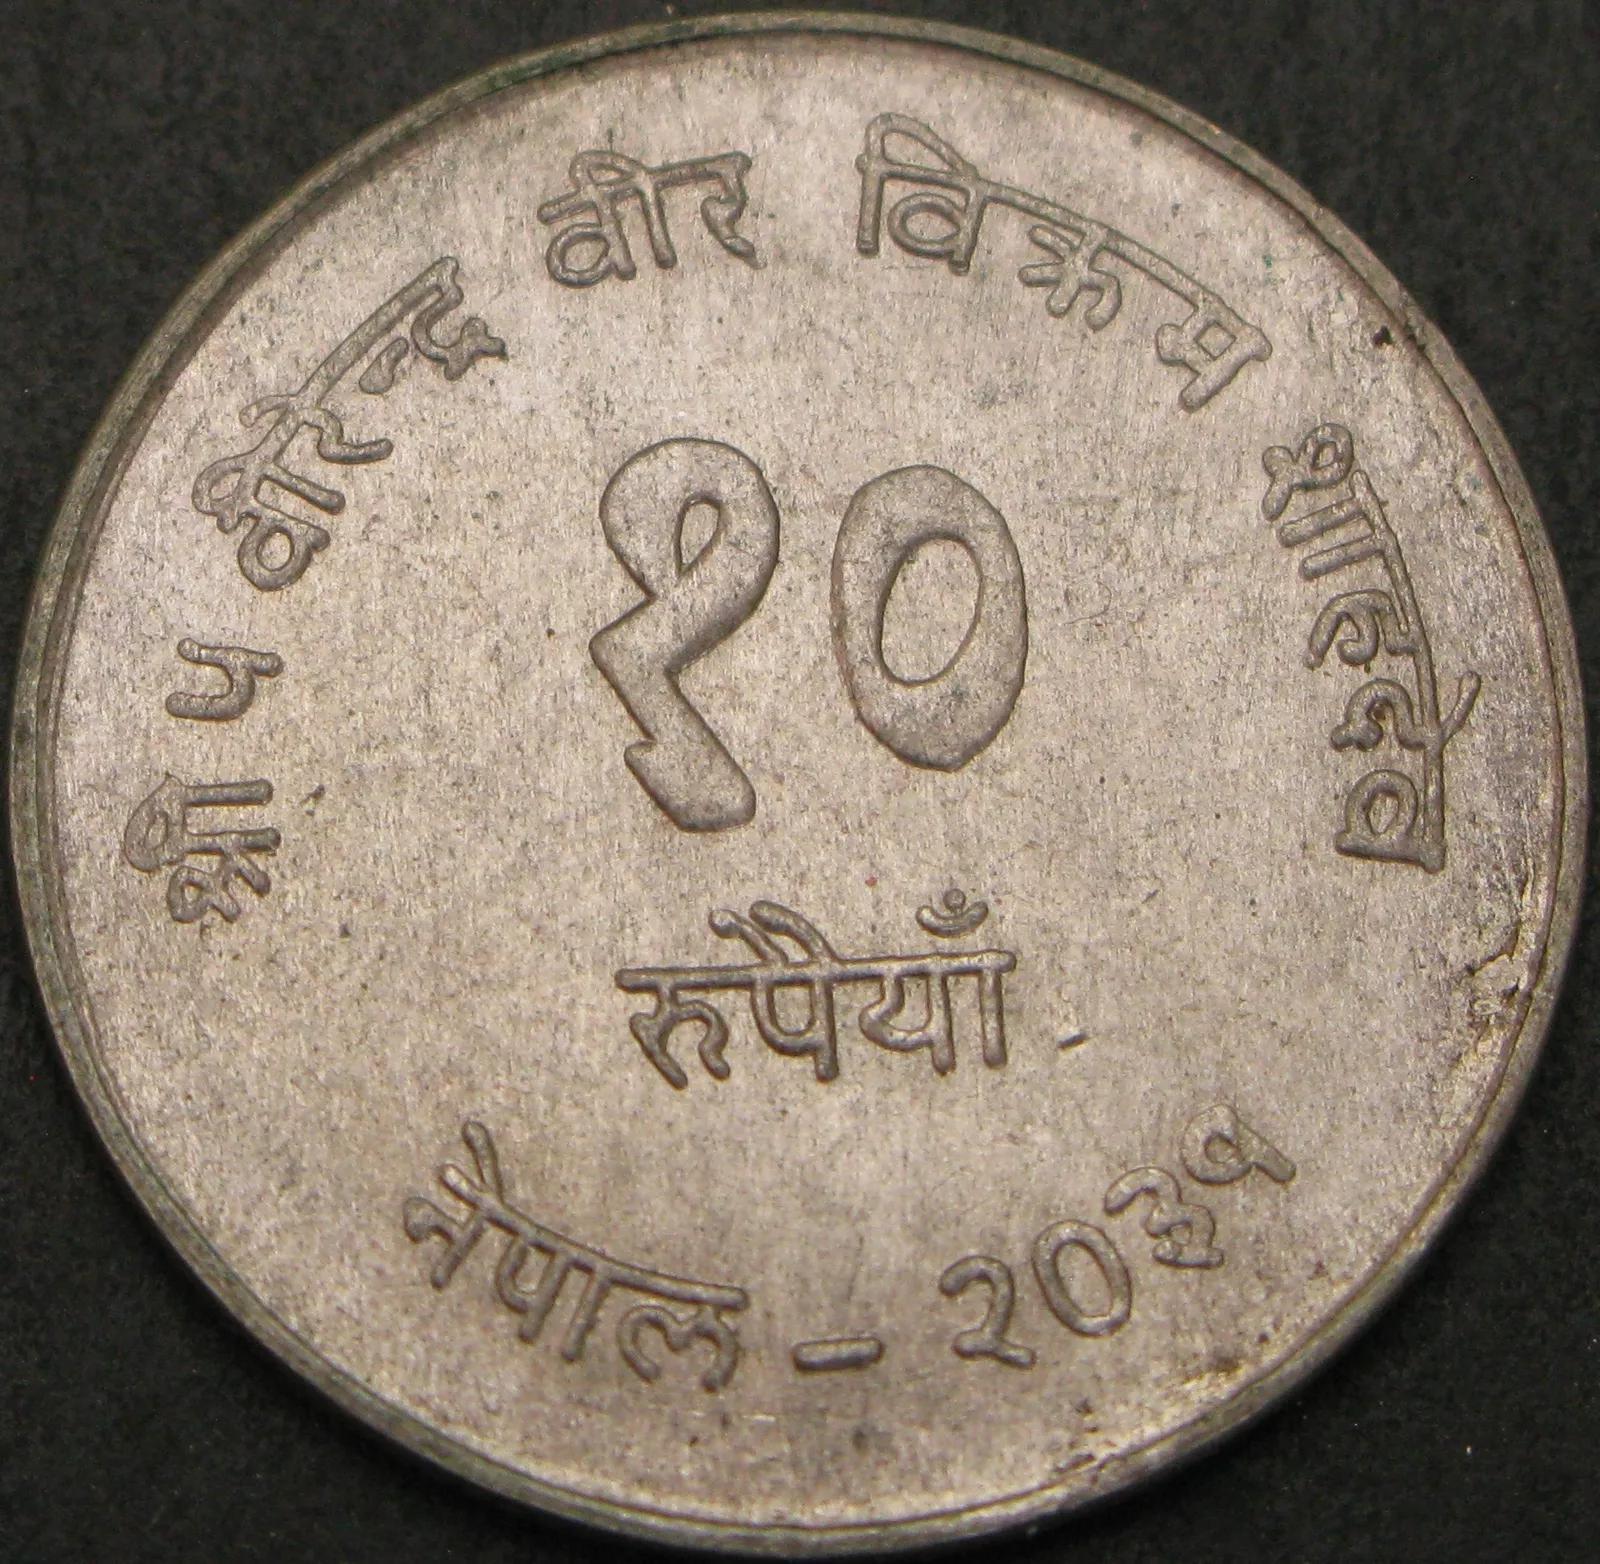 श्री ५ वीरेन्द्र वीर विक्रम शाहदेव
१०
रुपैयाँ
नेपाल - २०३१